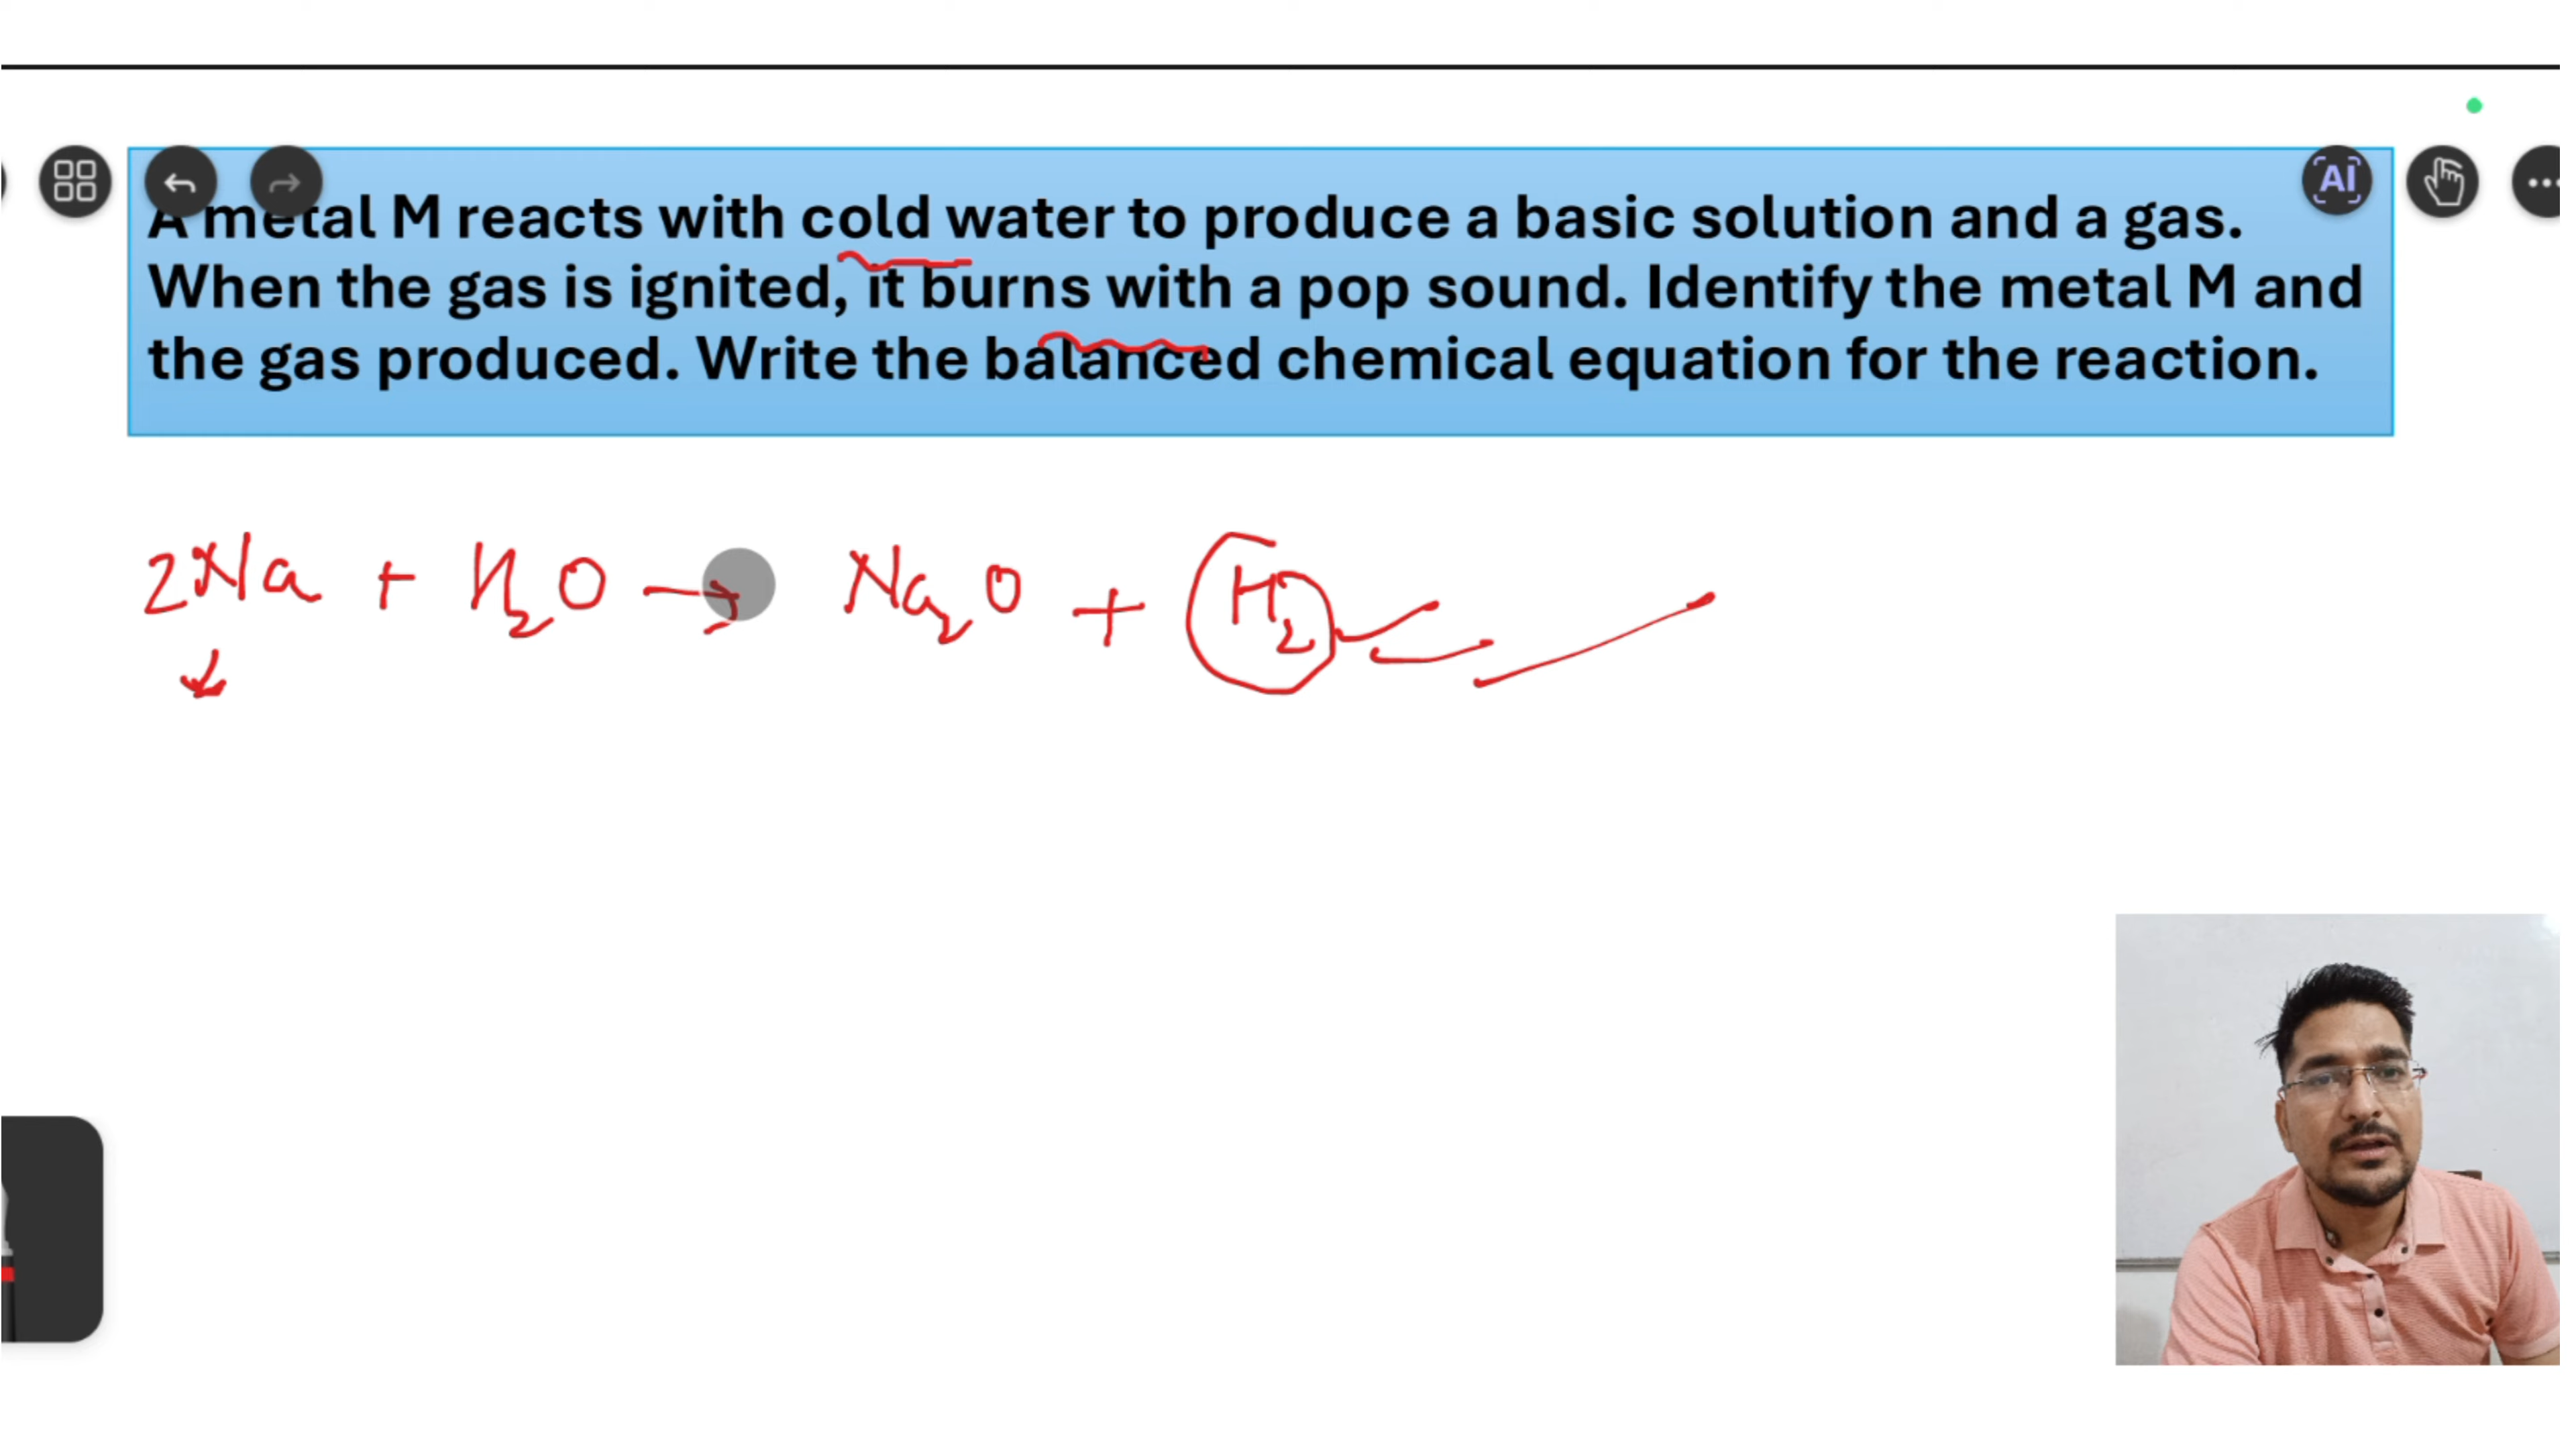 AI
A metal M reacts with cold water to produce a basic solution and a gas.
When the gas is ignited, it burns with a pop sound. Identify the metal M and
the gas produced. Write the balanced chemical equation for the reaction.
2Na + H₂O → Na₂O + H₂